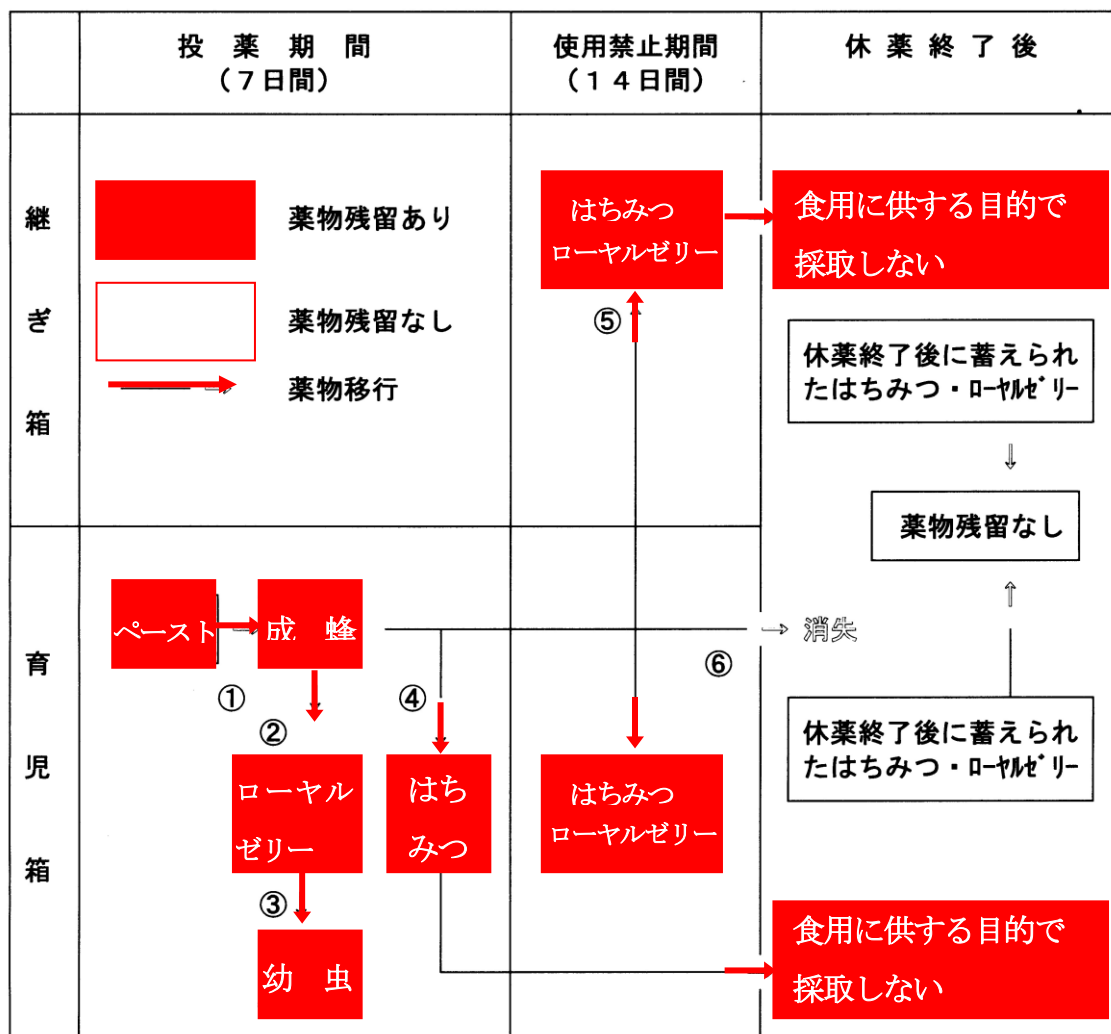 投薬期間
(7日間)
使用禁止期間
(14日間)
休薬終了後
継ぎ箱
薬物残留あり
薬物残留なし
薬物移行
はちみつ
ローヤルゼリー
⑤
食用に供する目的で
採取しない
休薬終了後に蓄えられ
たはちみつ・ﾛｰﾔﾙｾﾞﾘｰ
薬物残留なし
育児箱
ペースト
成蜂
①
②
④
⑥
消失
ローヤル
ゼリー
はち
みつ
はちみつ
ローヤルゼリー
休薬終了後に蓄えられ
たはちみつ・ﾛｰﾔﾙｾﾞﾘｰ
③
幼虫
食用に供する目的で
採取しない